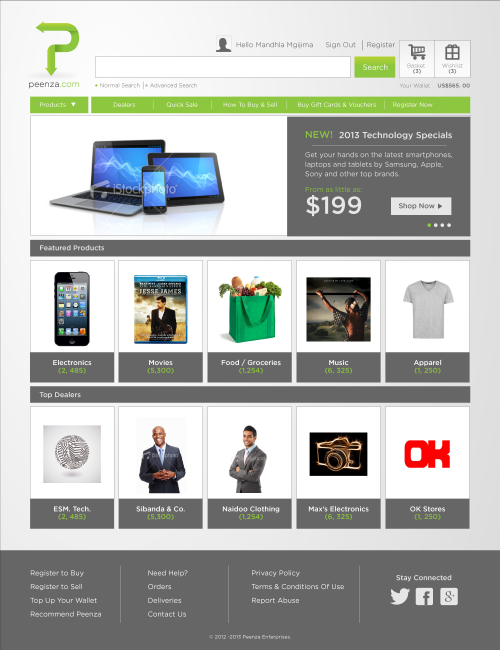 peenza.com
Hello Mandhla Mgijima
Sign Out
Register
Search
Basket
(3)
Wishlist
(3)
Normal Search
Advanced Search
Your Wallet
US$565.00
Products
Dealers
Quick Sale
How To Buy & Sell
Buy Gift Cards & Vouchers
Register Now
iStockphoto
NEW! 2013 Technology Specials
Get your hands on the latest smartphones,
laptops and tablets by Samsung, Apple,
Sony and other top brands.
From as little as:
$199
Shop Now
Featured Products
JESSE JAMES
Electronics
(2, 485)
Movies
(5,300)
Food / Groceries
(1,254)
Music
(6, 325)
Apparel
(1, 250)
Top Dealers
OK
ESM. Tech.
(2, 485)
Sibanda & Co.
(5,300)
Naidoo Clothing
(1,254)
Max's Electronics
(6, 325)
OK Stores
(1, 250)
Register to Buy
Register to Sell
Top Up Your Wallet
Recommend Peenza
Need Help?
Orders
Deliveries
Contact Us
Privacy Policy
Terms & Conditions Of Use
Report Abuse
Stay Connected
© 2012 -2013 Peenza Enterprises